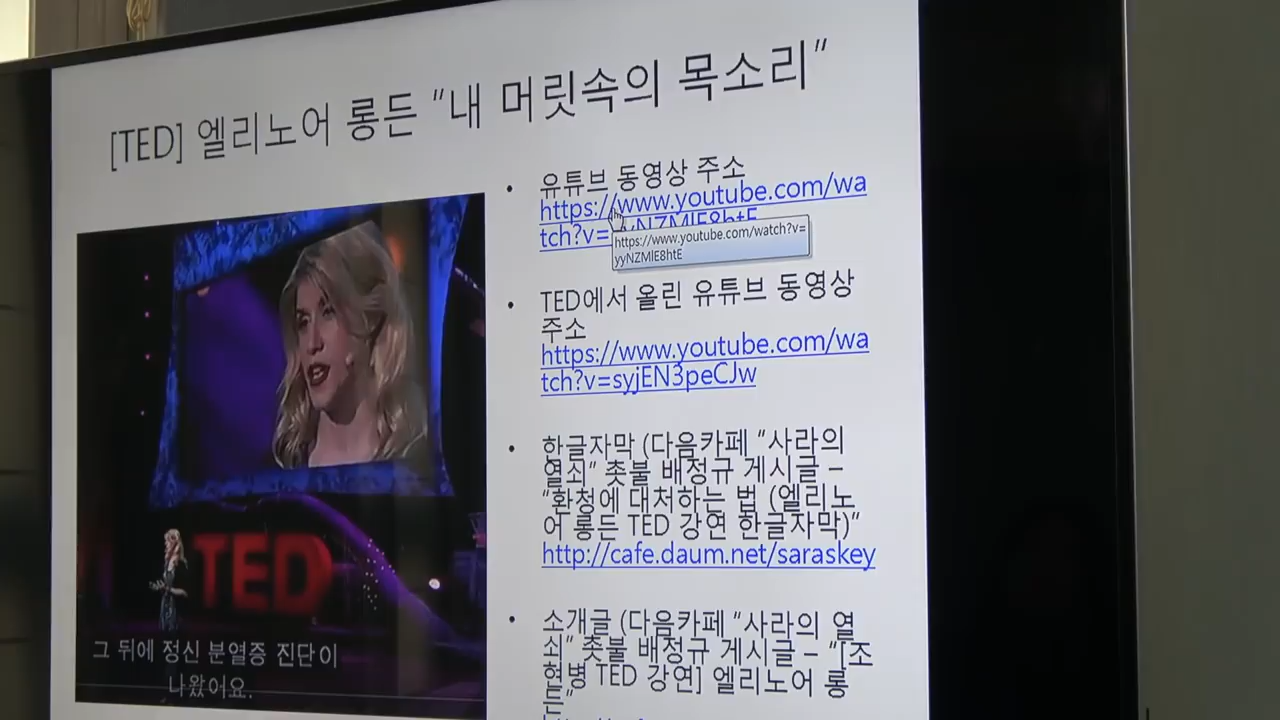 [TED] 엘리노어 롱든 “내 머릿속의 목소리”
• 유튜브 동영상 주소
https://www.youtube.com/wa
tch?v=yyNZMlE8htE
https://www.youtube.com/watch?v=
yyNZMlE8htE
• TED에서 올린 유튜브 동영상
주소
https://www.youtube.com/wa
tch?v=syjEN3peCJw
• 한글자막 (다음카페 “사라의
열쇠” 촛불 배정규 게시글 –
“환청에 대처하는 법 (엘리노
어 롱든 TED 강연 한글자막)”
http://cafe.daum.net/saraskey
• 소개글 (다음카페 “사라의 열
쇠” 촛불 배정규 게시글 – “[조
현병 TED 강연] 엘리노어 롱
든”
TED
그 뒤에 정신 분열증 진단이
나왔어요.